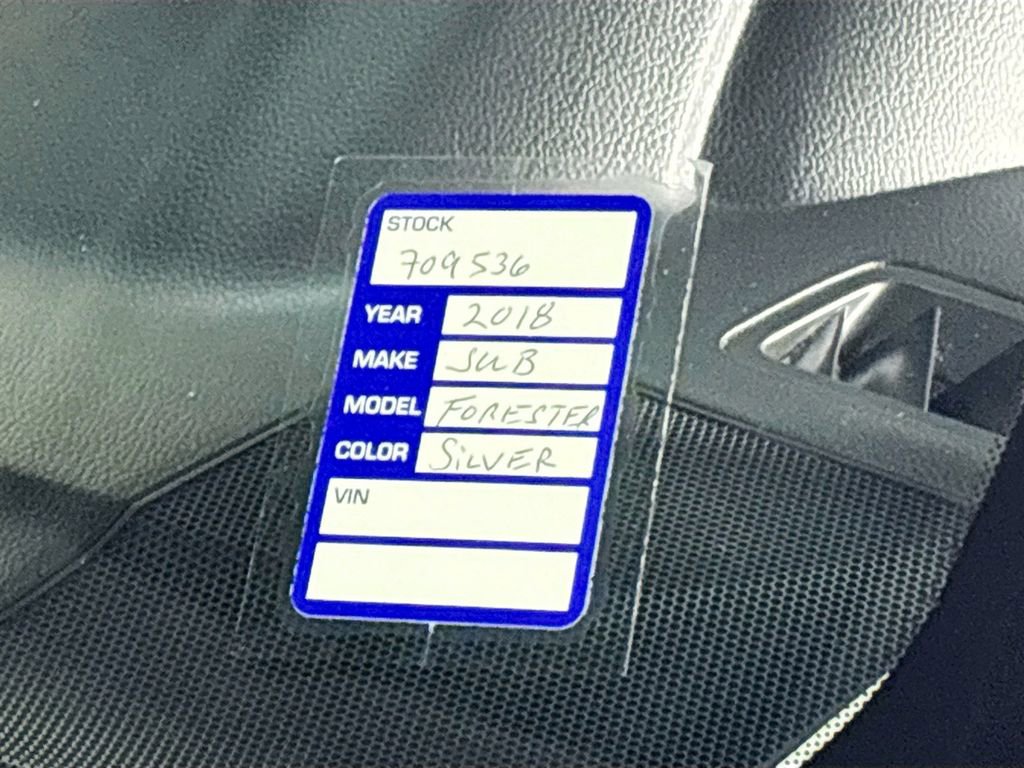 STOCK
709536
YEAR 2018
MAKE SUB
MODEL FORESTER
COLOR SiLVER
VIN